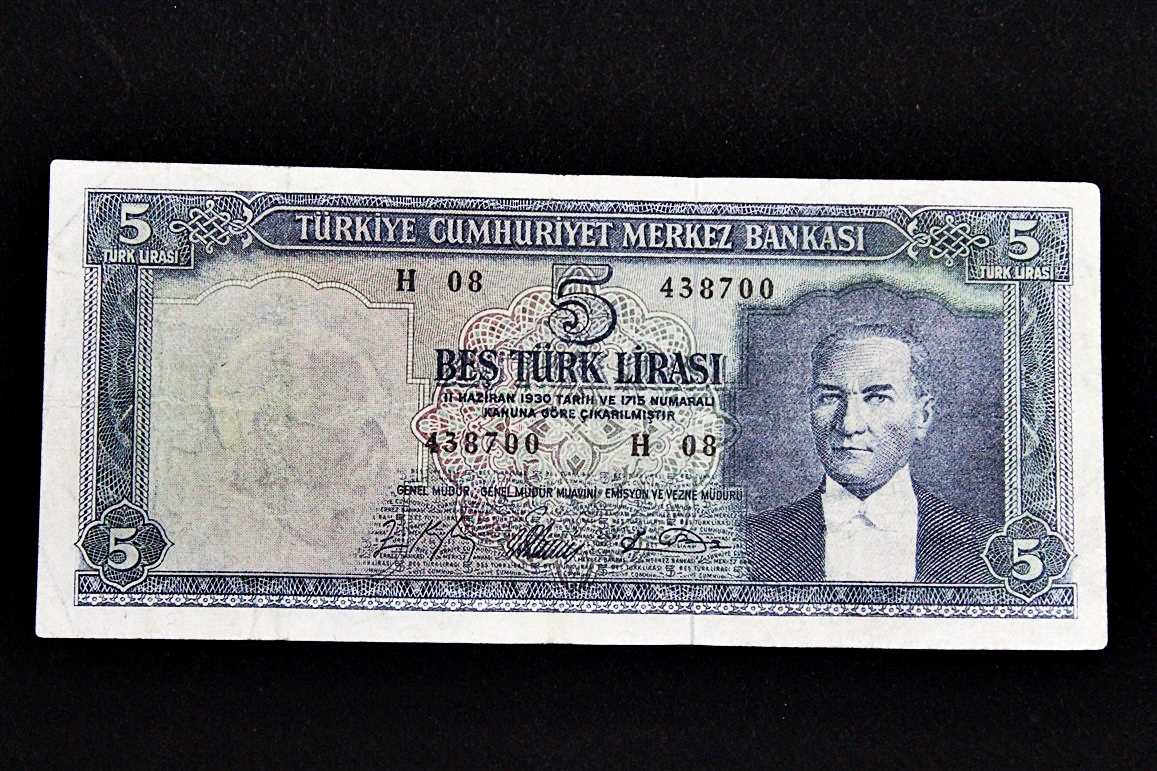 5 TÜRKİYE CUMHURİYET MERKEZ BANKASI 5
TÜRK LİRASI TÜRK LİRASI
H 08 5 438700
BEŞ TÜRK LİRASI
11 HAZİRAN 1930 TARİH VE 1715 NUMARALI
KANUNA GÖRE ÇIKARILMIŞTIR
438700 H 08
GENEL MÜDÜR, GENEL MÜDÜR MUAVİNİ - EMİSYON VE VEZNE MÜDÜRÜ
5 5